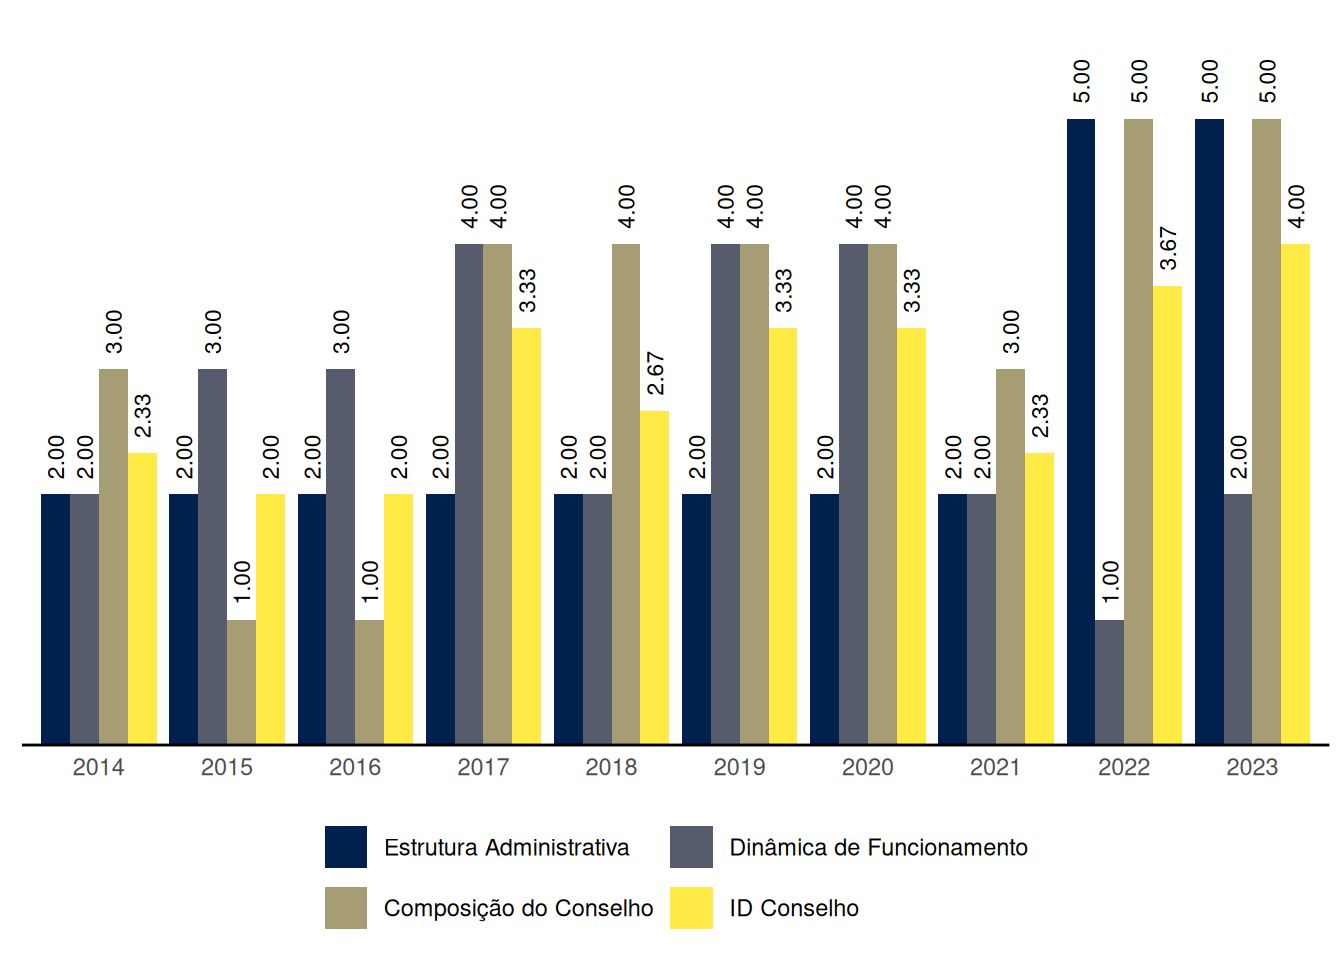 5.00 5.00 5.00 5.00
4.00 4.00 4.00 4.00 4.00 4.00 4.00 4.00
3.67
3.33 3.33 3.33
3.00 3.00 3.00 3.00
2.67
2.33 2.33
2.00 2.00 2.00 2.00 2.00 2.00 2.00 2.00 2.00 2.00 2.00 2.00 2.00 2.00
1.00 1.00 1.00
2014 2015 2016 2017 2018 2019 2020 2021 2022 2023
Estrutura Administrativa Dinâmica de Funcionamento
Composição do Conselho ID Conselho